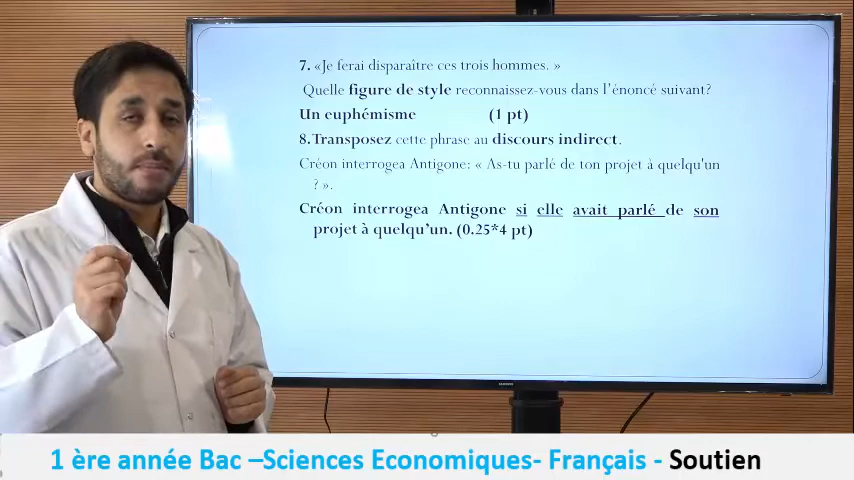 7. «Je ferai disparaître ces trois hommes. »
Quelle figure de style reconnaissez-vous dans l'énoncé suivant?
Un euphémisme (1 pt)
8. Transposez cette phrase au discours indirect.
Créon interrogea Antigone: « As-tu parlé de ton projet à quelqu'un
? ».
Créon interrogea Antigone si elle avait parlé de son
projet à quelqu'un. (0.25*4 pt)
1 ère année Bac –Sciences Economiques- Français - Soutien